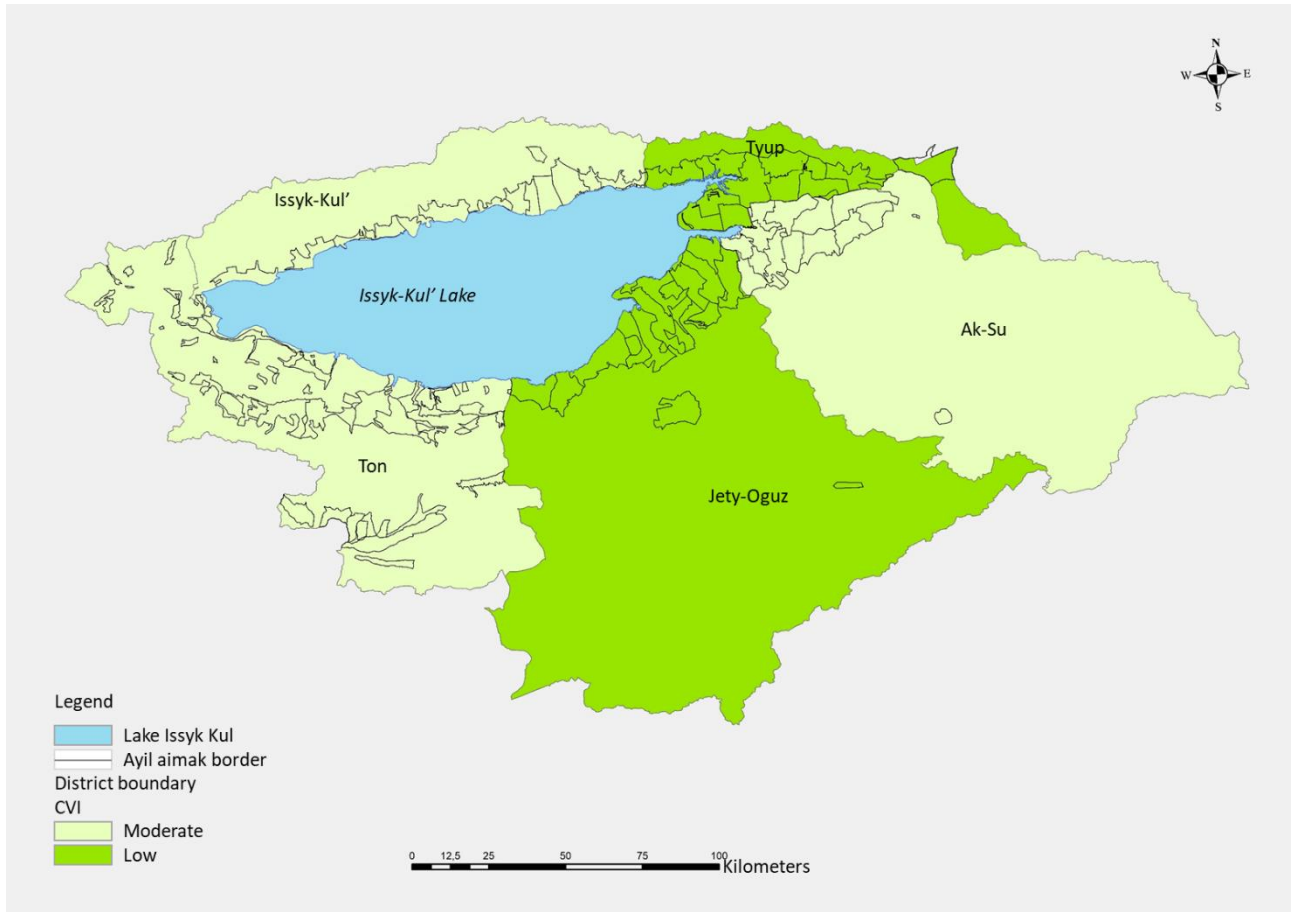 N
W E
S
Tyup
Issyk-Kul’
Issyk-Kul’ Lake
Ak-Su
Ton
Jety-Oguz
Legend
Lake Issyk Kul
Ayil aimak border
District boundary
CVI
Moderate
Low
0 12,5 25 50 75 100
Kilometers